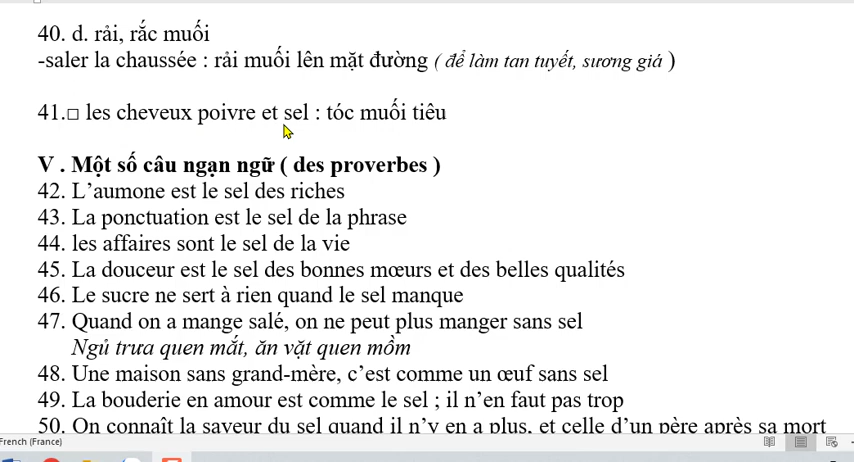 40. d. rải, rắc muối
-saler la chaussée : rải muối lên mặt đường ( để làm tan tuyết, sương giá )
41.□ les cheveux poivre et sel : tóc muối tiêu
V . Một số câu ngạn ngữ ( des proverbes )
42. L’aumone est le sel des riches
43. La ponctuation est le sel de la phrase
44. les affaires sont le sel de la vie
45. La douceur est le sel des bonnes mœurs et des belles qualités
46. Le sucre ne sert à rien quand le sel manque
47. Quand on a mange salé, on ne peut plus manger sans sel
Ngủ trưa quen mắt, ăn vặt quen mồm
48. Une maison sans grand-mère, c’est comme un œuf sans sel
49. La bouderie en amour est comme le sel ; il n’en faut pas trop
50. On connaît la saveur du sel quand il n’y en a plus, et celle d’un père après sa mort
French (France)